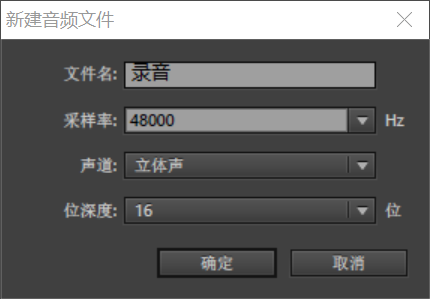 新建音频文件
文件名: 录音
采样率: 48000 Hz
声道: 立体声
位深度: 16 位
确定 取消